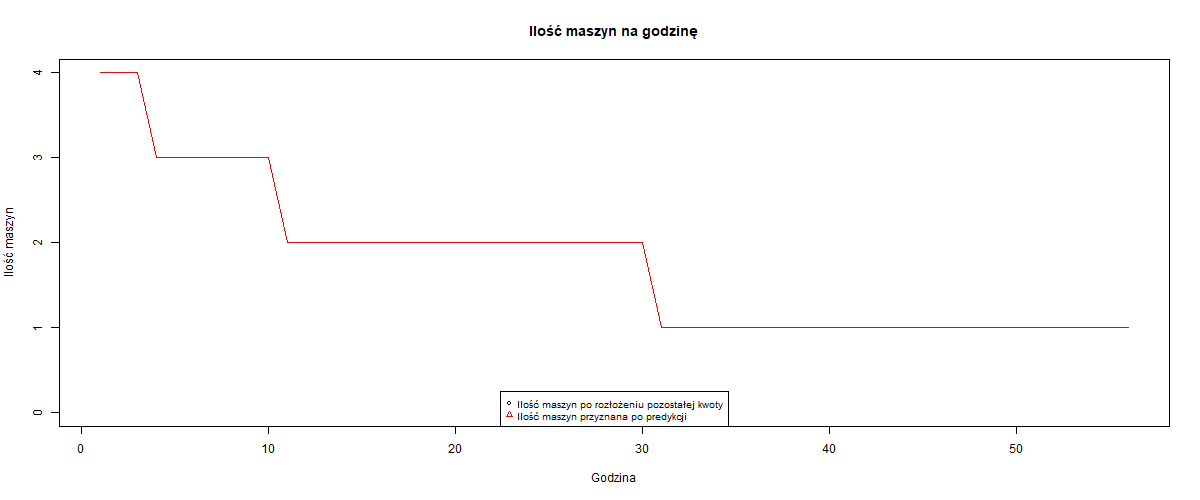 Ilość maszyn na godzinę
Ilość maszyn
4
3
2
1
0
Ilość maszyn po rozłożeniu pozostałej kwoty
Ilość maszyn przyznana po predykcji
0 10 20 30 40 50
Godzina